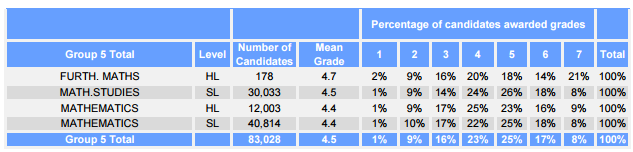 Percentage of candidates awarded grades
Group 5 Total Level Number of Candidates Mean Grade 1 2 3 4 5 6 7 Total
FURTH. MATHS HL 178 4.7 2% 9% 16% 20% 18% 14% 21% 100%
MATH.STUDIES SL 30,033 4.5 1% 9% 14% 24% 26% 18% 8% 100%
MATHEMATICS HL 12,003 4.4 1% 9% 17% 25% 23% 16% 9% 100%
MATHEMATICS SL 40,814 4.4 1% 10% 17% 22% 25% 18% 8% 100%
Group 5 Total 83,028 4.5 1% 9% 16% 23% 25% 17% 8% 100%